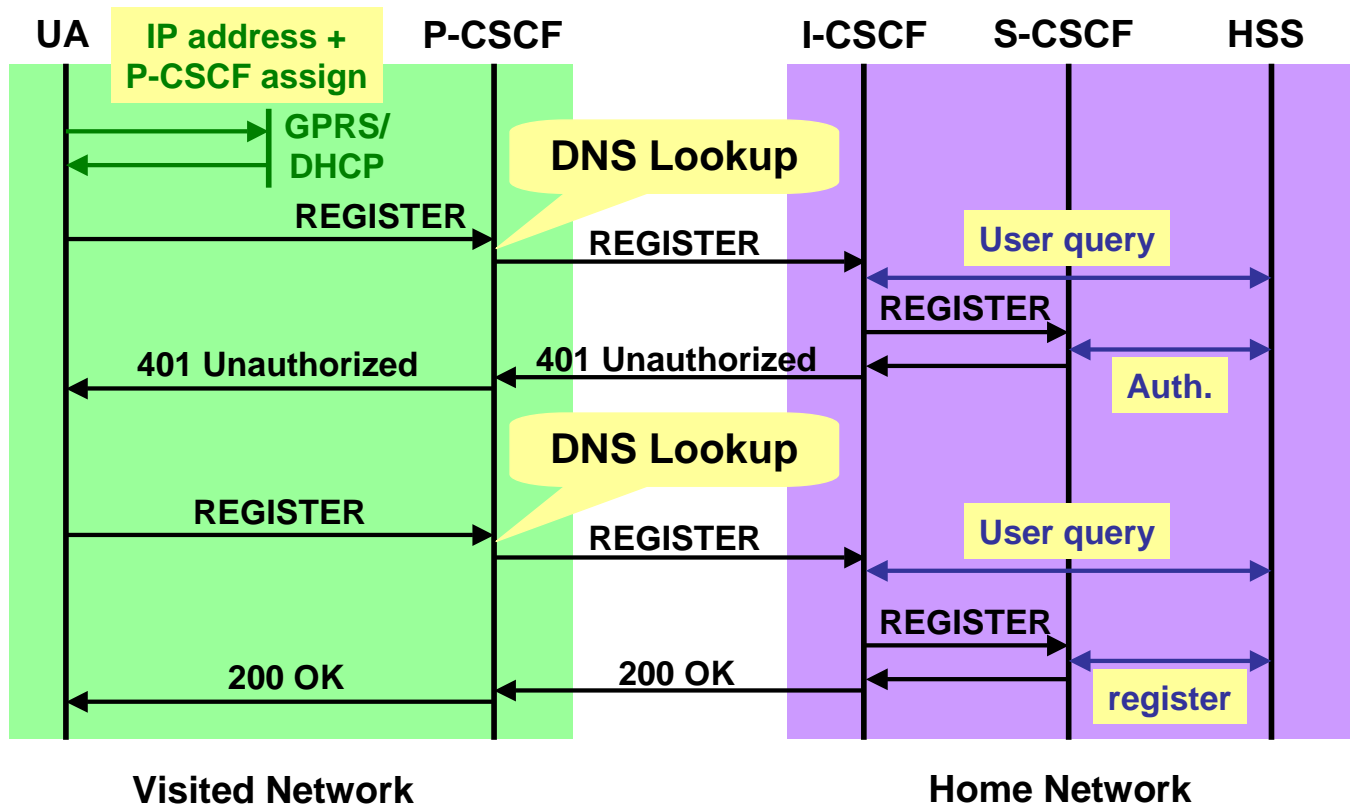 UA
IP address +
P-CSCF assign
P-CSCF
I-CSCF
S-CSCF
HSS
GPRS/
DHCP
DNS Lookup
REGISTER
REGISTER
User query
REGISTER
401 Unauthorized
401 Unauthorized
Auth.
DNS Lookup
REGISTER
REGISTER
User query
REGISTER
200 OK
200 OK
register
Visited Network
Home Network